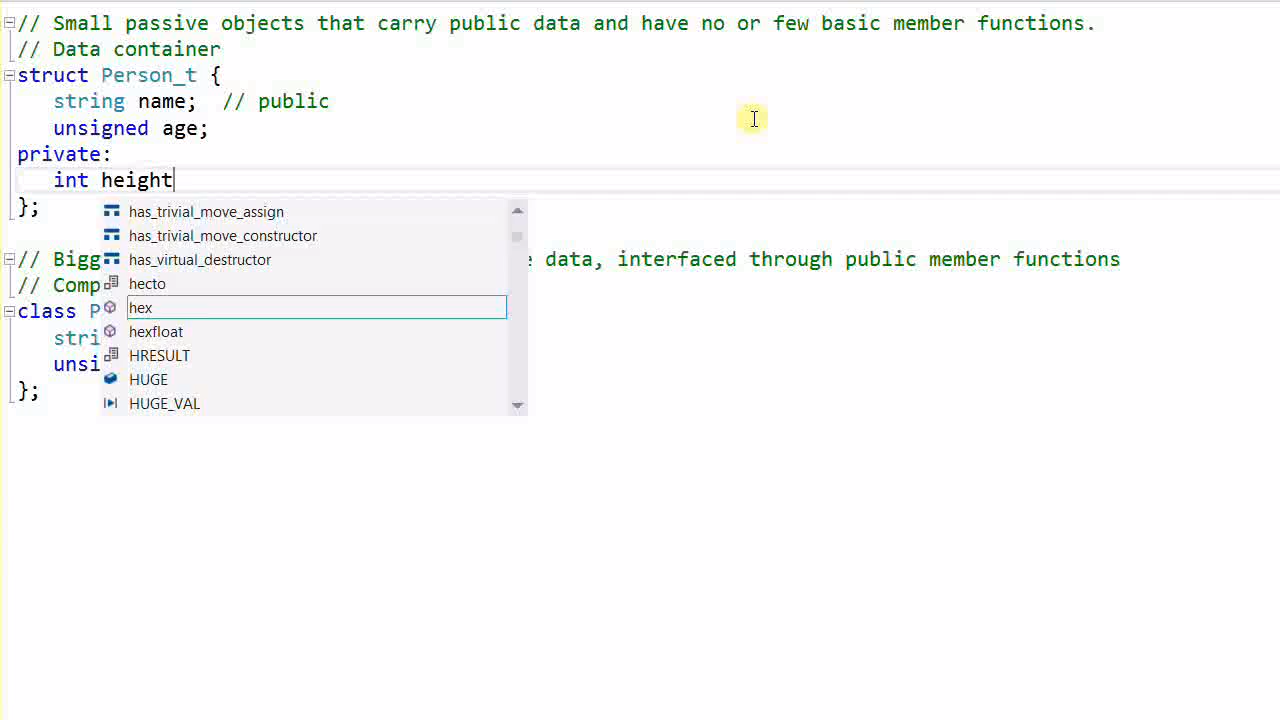 // Small passive objects that carry public data and have no or few basic member functions.
// Data container
struct Person_t {
string name;  // public
unsigned age;
private:
int height
};
has_trivial_move_assign
has_trivial_move_constructor
has_virtual_destructor
hecto
hex
hexfloat
HRESULT
HUGE
HUGE_VAL
// Bigg data, interfaced through public member functions
// Comp
class P
stri
unsi
};